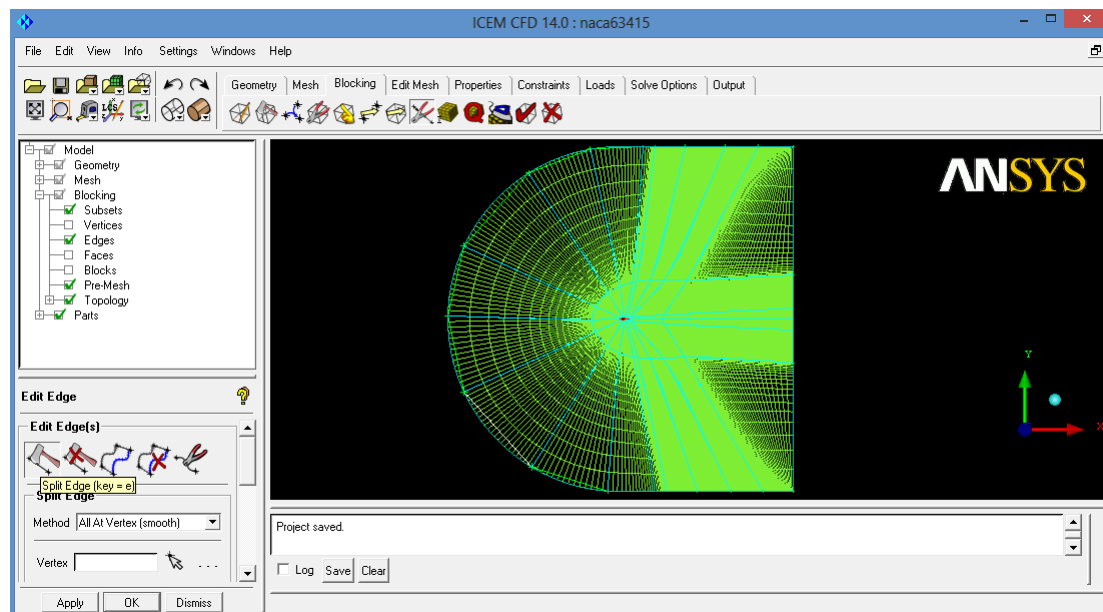 ICEM CFD 14.0 : naca63415
File Edit View Info Settings Windows Help
Geometry Mesh Blocking Edit Mesh Properties Constraints Loads Solve Options Output
LCS
Model
Geometry
Mesh
Blocking
Subsets
Vertices
Edges
Faces
Blocks
Pre-Mesh
Topology
Parts
ANSYS
Y
X
Edit Edge
Edit Edge(s)
Split Edge (key = e)
Split Edge
Method All At Vertex (smooth)
Vertex ...
Apply OK Dismiss
Project saved.
Log Save Clear